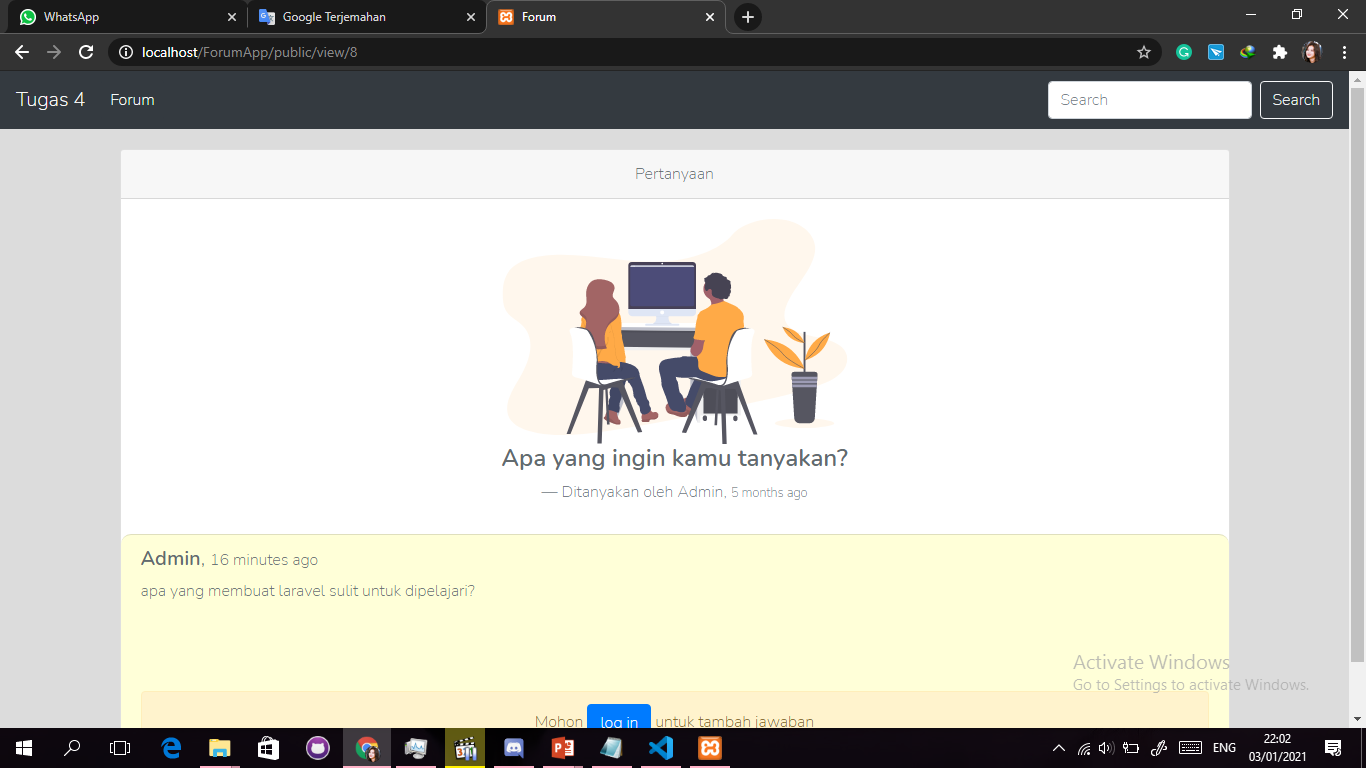 WhatsApp
Google Terjemahan
Forum
localhost/ForumApp/public/view/8
Tugas 4
Forum
Search
Search
Pertanyaan
Apa yang ingin kamu tanyakan?
— Ditanyakan oleh Admin, 5 months ago
Admin, 16 minutes ago
apa yang membuat laravel sulit untuk dipelajari?
Activate Windows
Go to Settings to activate Windows.
Mohon log in untuk tambah jawaban
ENG
22:02
03/01/2021